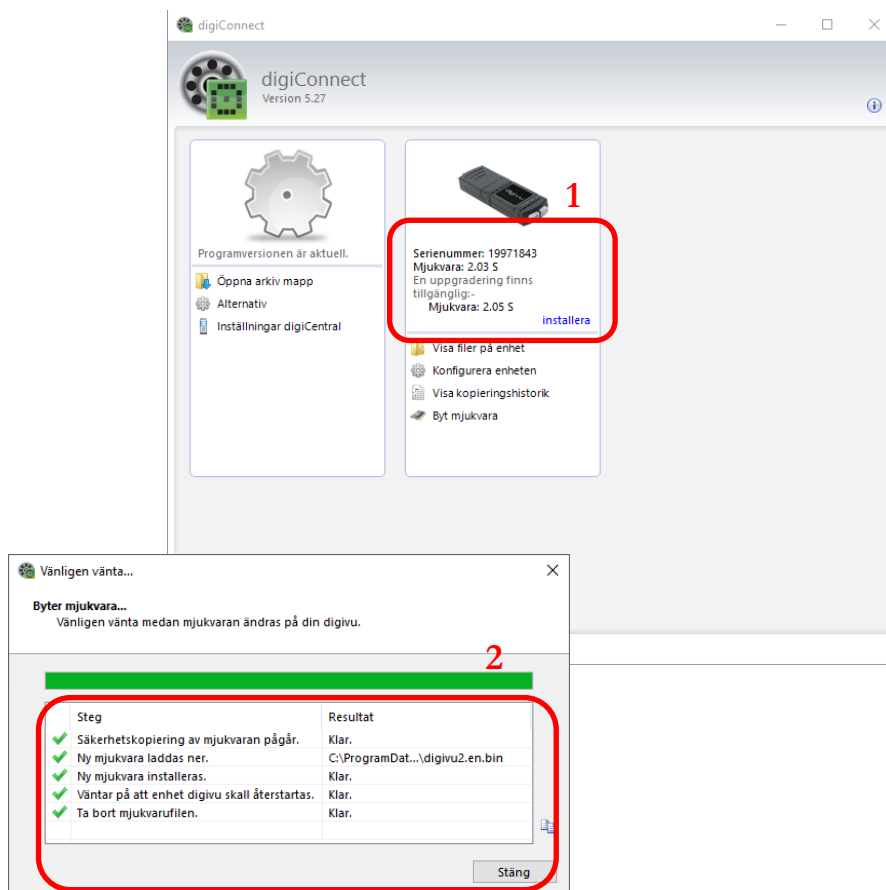 digiConnect
digiConnect
Version 5.27
1
Programversionen är aktuell.
Öppna arkiv mapp
Alternativ
Inställningar digiCentral
Serienummer: 19971843
Mjukvara: 2.03 S
En uppgradering finns
tillgänglig:-
Mjukvara: 2.05 S
installera
Visa filer på enhet
Konfigurera enheten
Visa kopieringshistorik
Byt mjukvara
Vänligen vänta...
Byter mjukvara...
Vänligen vänta medan mjukvaran ändras på din digivu.
2
Steg Resultat
Säkerhetskopiering av mjukvaran pågår. Klar.
Ny mjukvara laddas ner. C:\ProgramDat...\digivu2.en.bin
Ny mjukvara installeras. Klar.
Väntar på att enhet digivu skall återstartas. Klar.
Ta bort mjukvarufilen. Klar.
Stäng